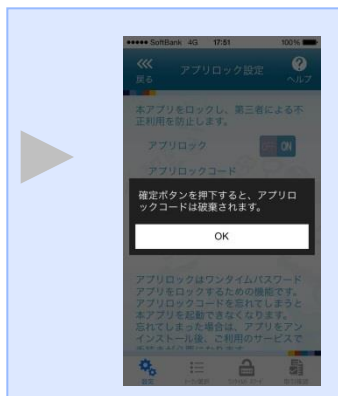 ●●●●● SoftBank 4G 17:51 100%
戻る アプリロック設定 ? ヘルプ
本アプリをロックし、第三者による不
正利用を防止します。
アプリロック OFF ON
アプリロックコード
確定ボタンを押下すると、アプリロ
ックコードは破棄されます。
OK
アプリロックはワンタイムパスワード
アプリをロックするための機能です。
アプリロックコードを忘れてしまうと
本アプリを起動できなくなります。
忘れてしまった場合は、アプリをアン
インストール後、ご利用のサービスで
設定